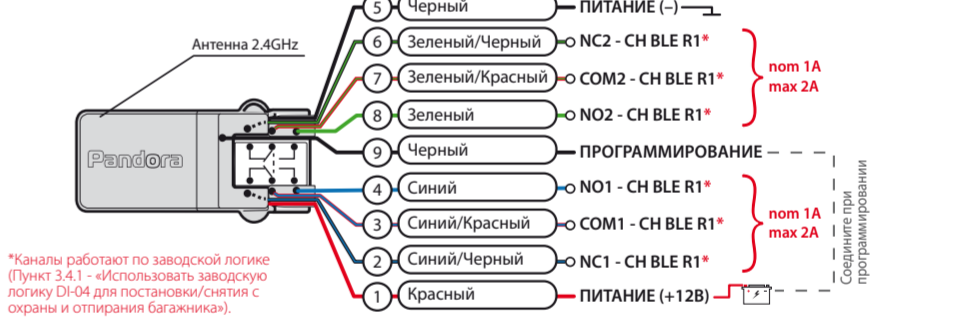 5 Черный ПИТАНИЕ (–)
Антенна 2.4GHz
6 Зеленый/Черный NC2 - CH BLE R1*
7 Зеленый/Красный COM2 - CH BLE R1*
nom 1A
max 2A
8 Зеленый NO2 - CH BLE R1*
Pandora
9 Черный ПРОГРАММИРОВАНИЕ
4 Синий NO1 - CH BLE R1*
3 Синий/Красный COM1 - CH BLE R1*
nom 1A
max 2A
2 Синий/Черный NC1 - CH BLE R1*
1 Красный ПИТАНИЕ (+12В)
Соедините при
программировании
*Каналы работают по заводской логике
(Пункт 3.4.1 - «Использовать заводскую
логику DI-04 для постановки/снятия с
охраны и отпирания багажника»).